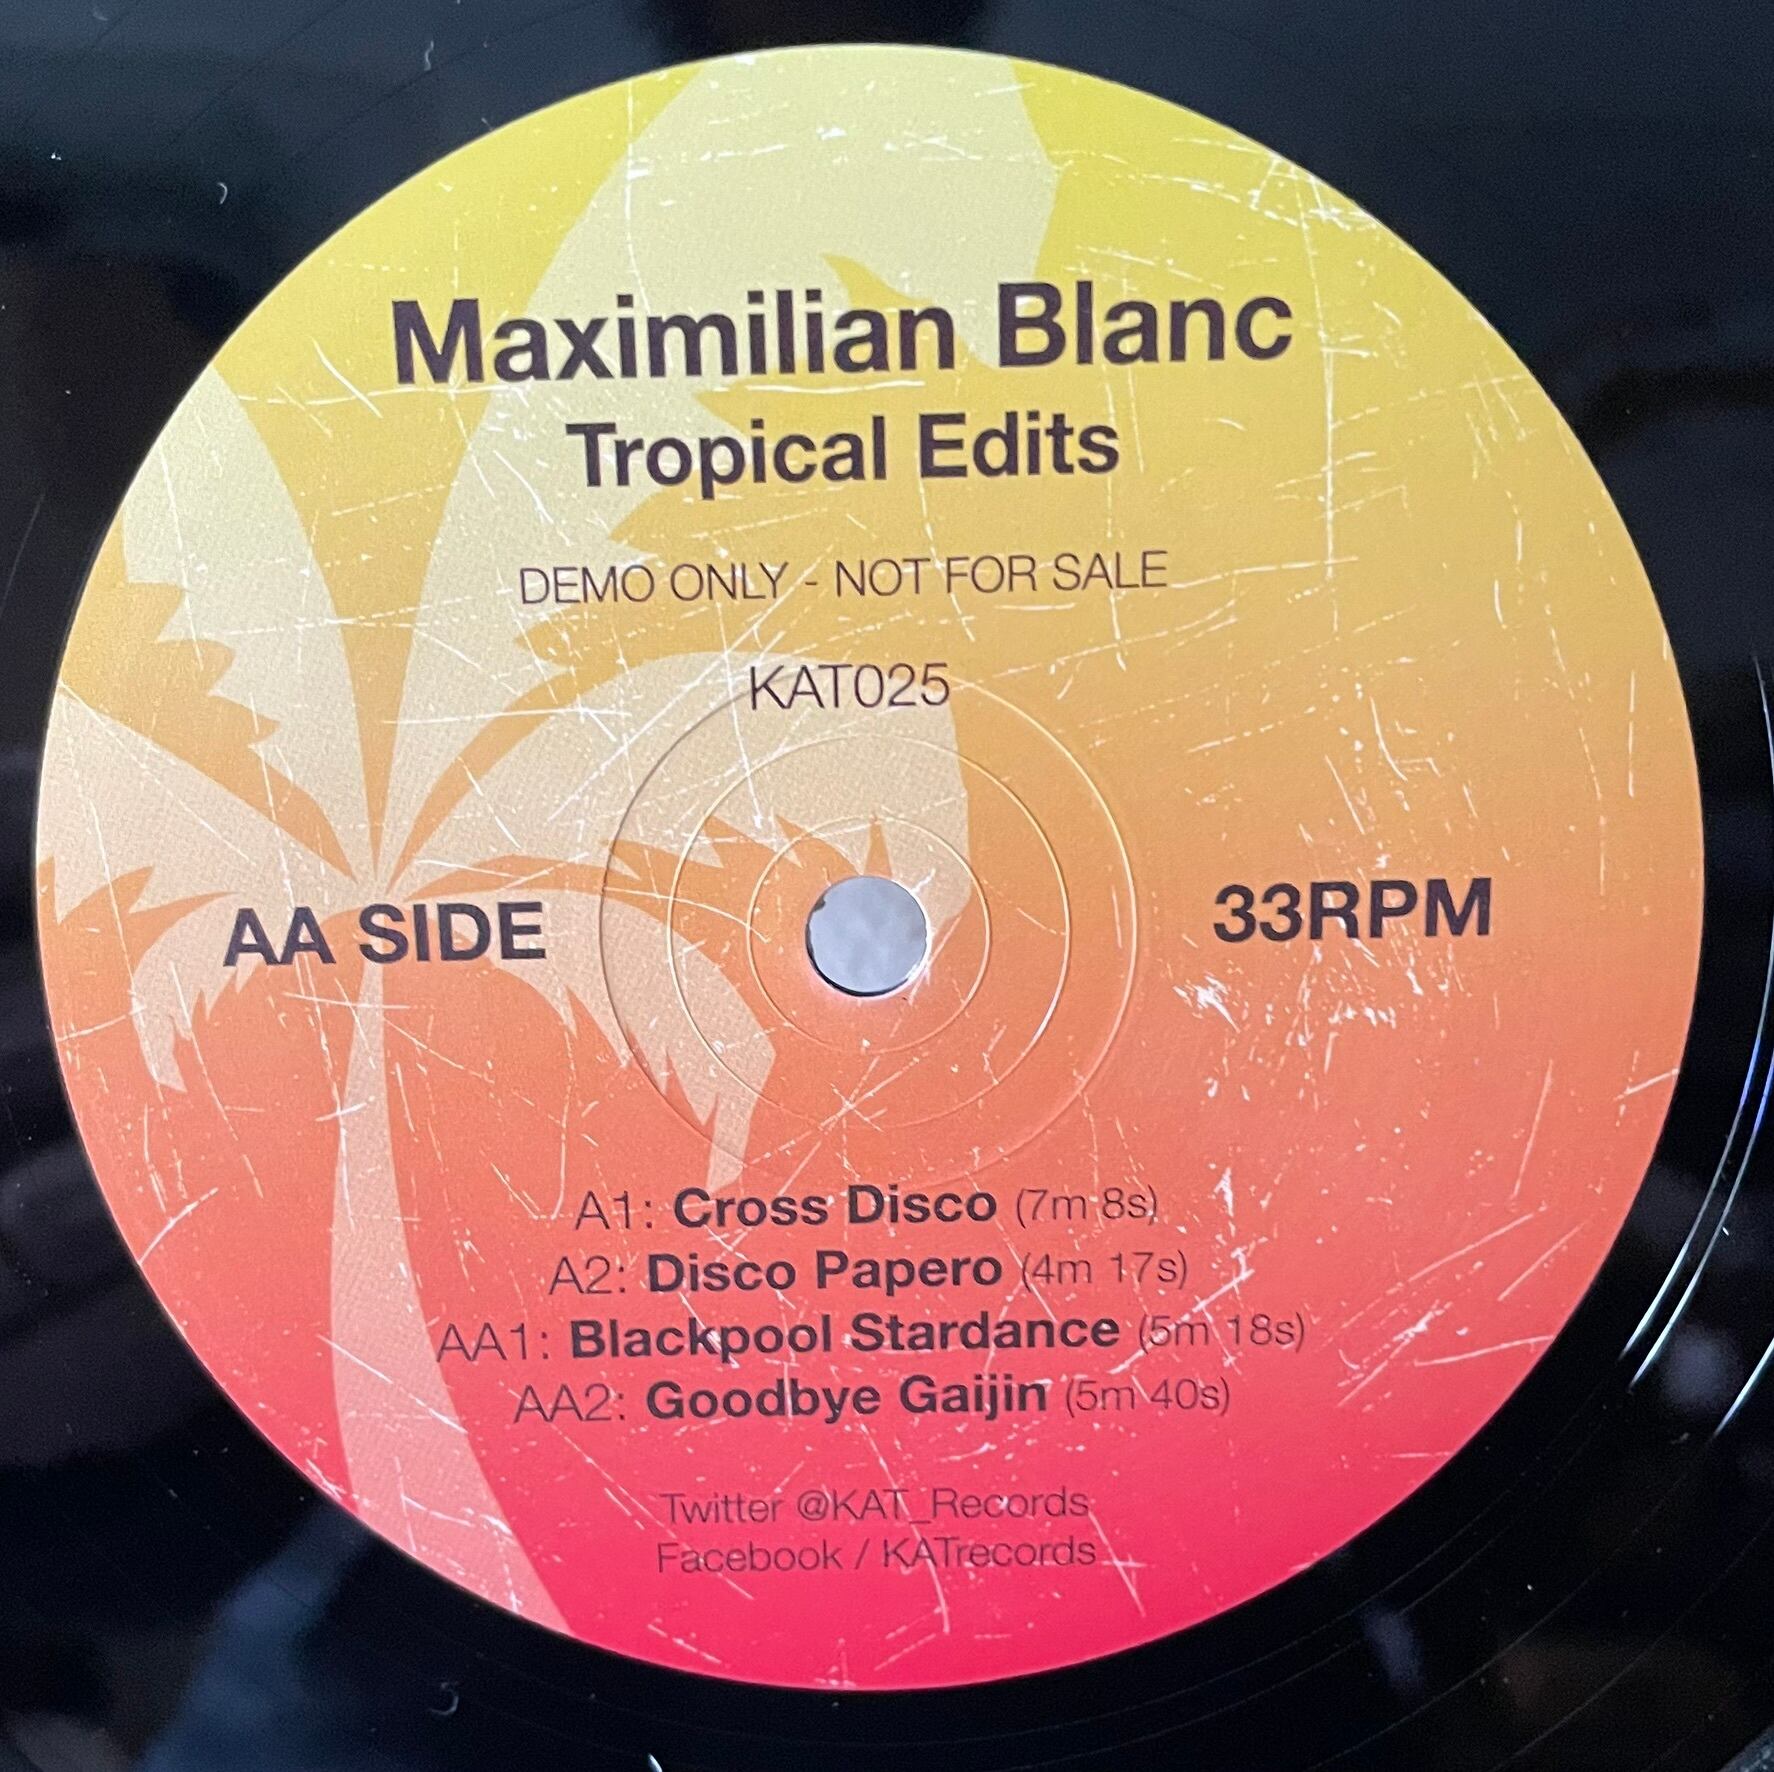 Maximilian Blanc
Tropical Edits
DEMO ONLY - NOT FOR SALE
KAT025
AA SIDE
33RPM
A1: Cross Disco (7m 8s)
A2: Disco Papero (4m 17s)
AA1: Blackpool Stardance (5m 18s)
AA2: Goodbye Gaijin (5m 40s)
Twitter @KAT_Records
Facebook / KATrecords